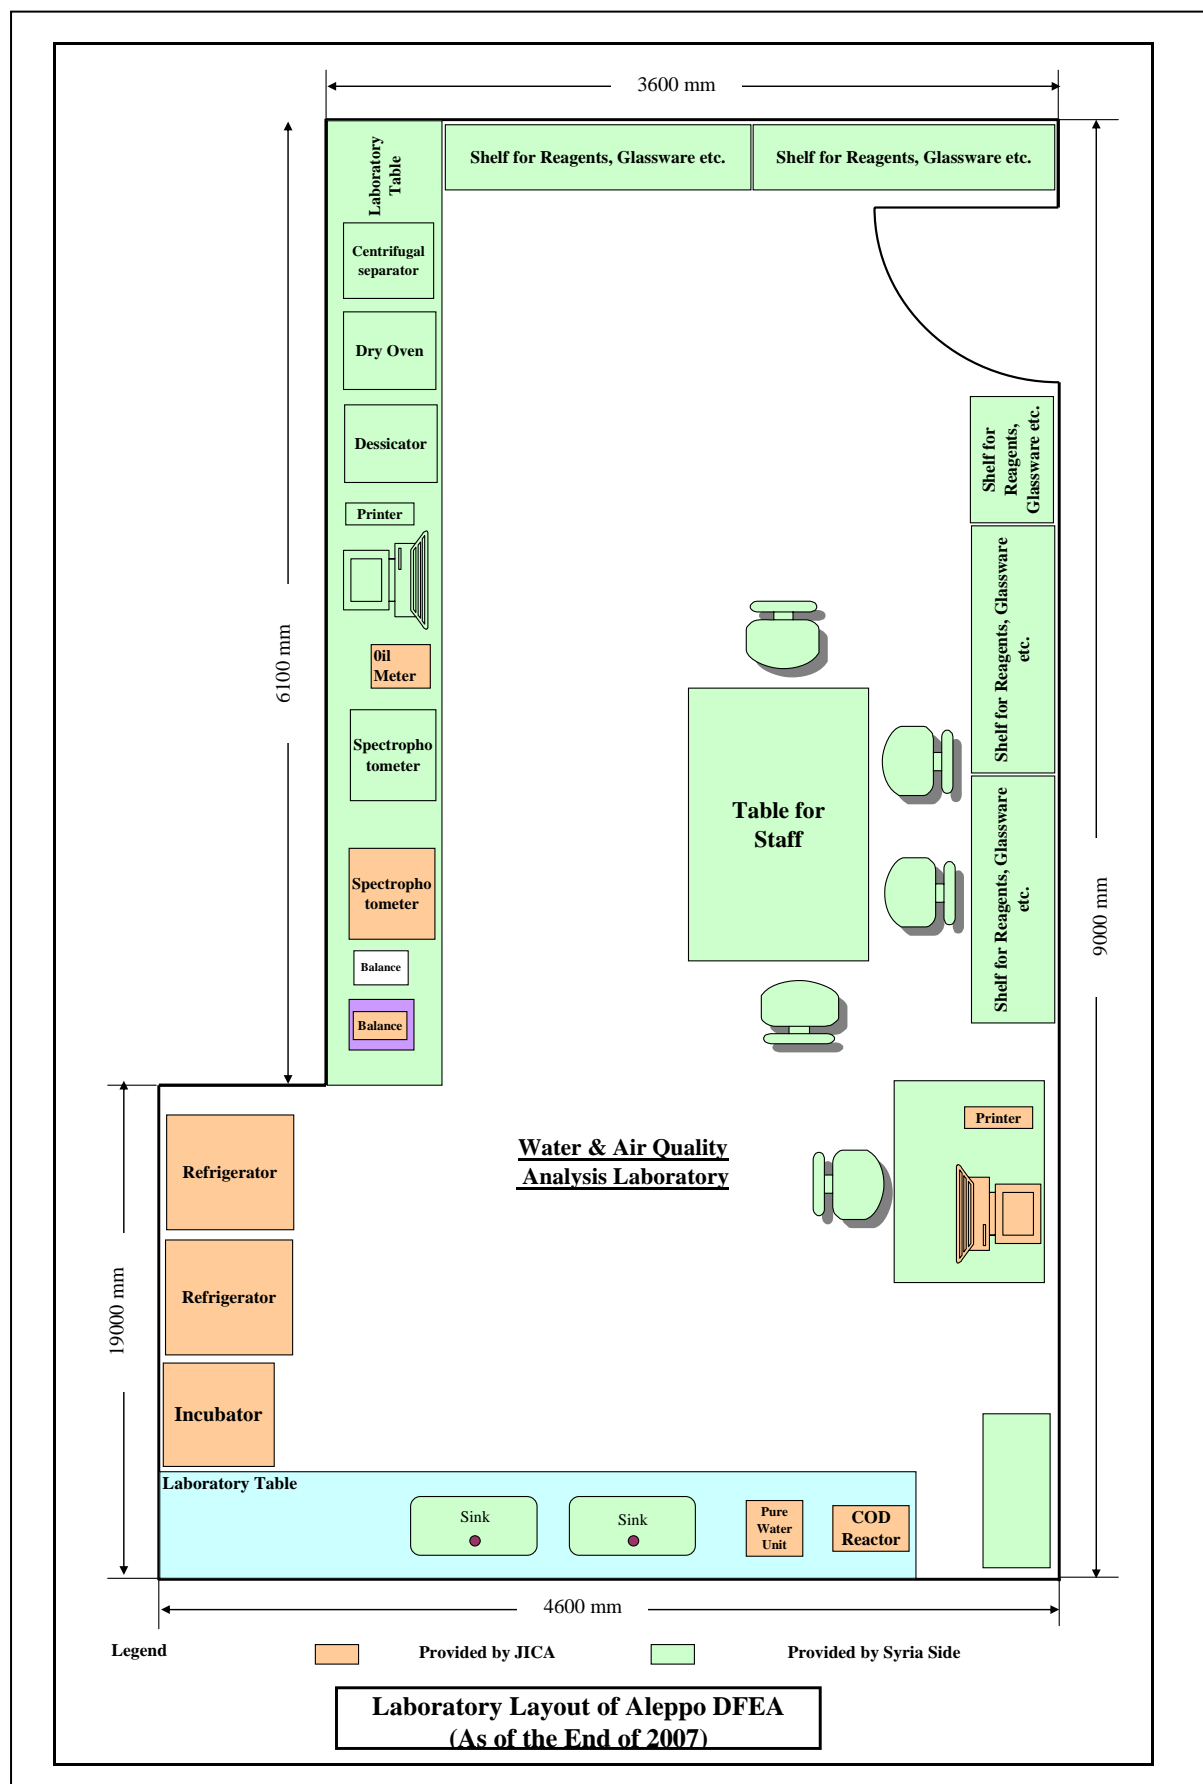 3600 mm
Laboratory
Table
Shelf for Reagents, Glassware etc.
Shelf for Reagents, Glassware etc.
Centrifugal
separator
Dry Oven
Dessicator
Printer
Shelf for
Reagents,
Glassware etc.
6100 mm
0il
Meter
Shelf for Reagents, Glassware
etc.
Spectropho
tometer
Table for
Staff
Spectropho
tometer
Shelf for Reagents, Glassware
etc.
9000 mm
Balance
Balance
Printer
Water & Air Quality
Analysis Laboratory
Refrigerator
Refrigerator
19000 mm
Incubator
Laboratory Table
Sink
Sink
Pure
Water
Unit
COD
Reactor
4600 mm
Legend
Provided by JICA
Provided by Syria Side
Laboratory Layout of Aleppo DFEA
(As of the End of 2007)